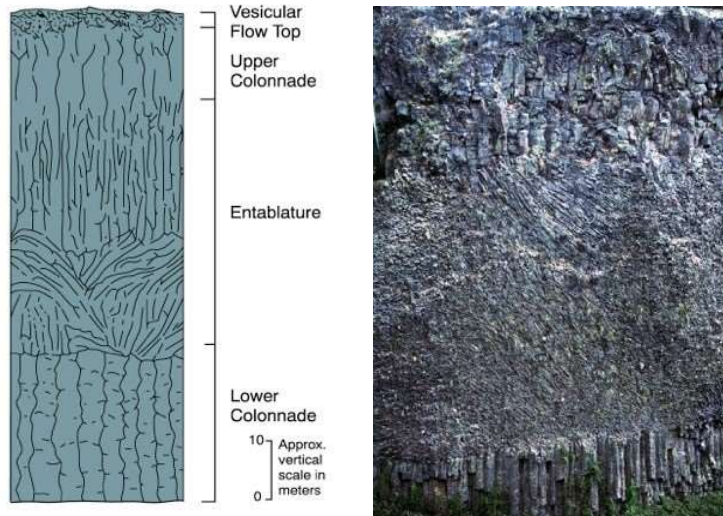 Vesicular
Flow Top
Upper
Colonnade
Entablature
Lower
Colonnade
10
0
Approx.
vertical
scale in
meters